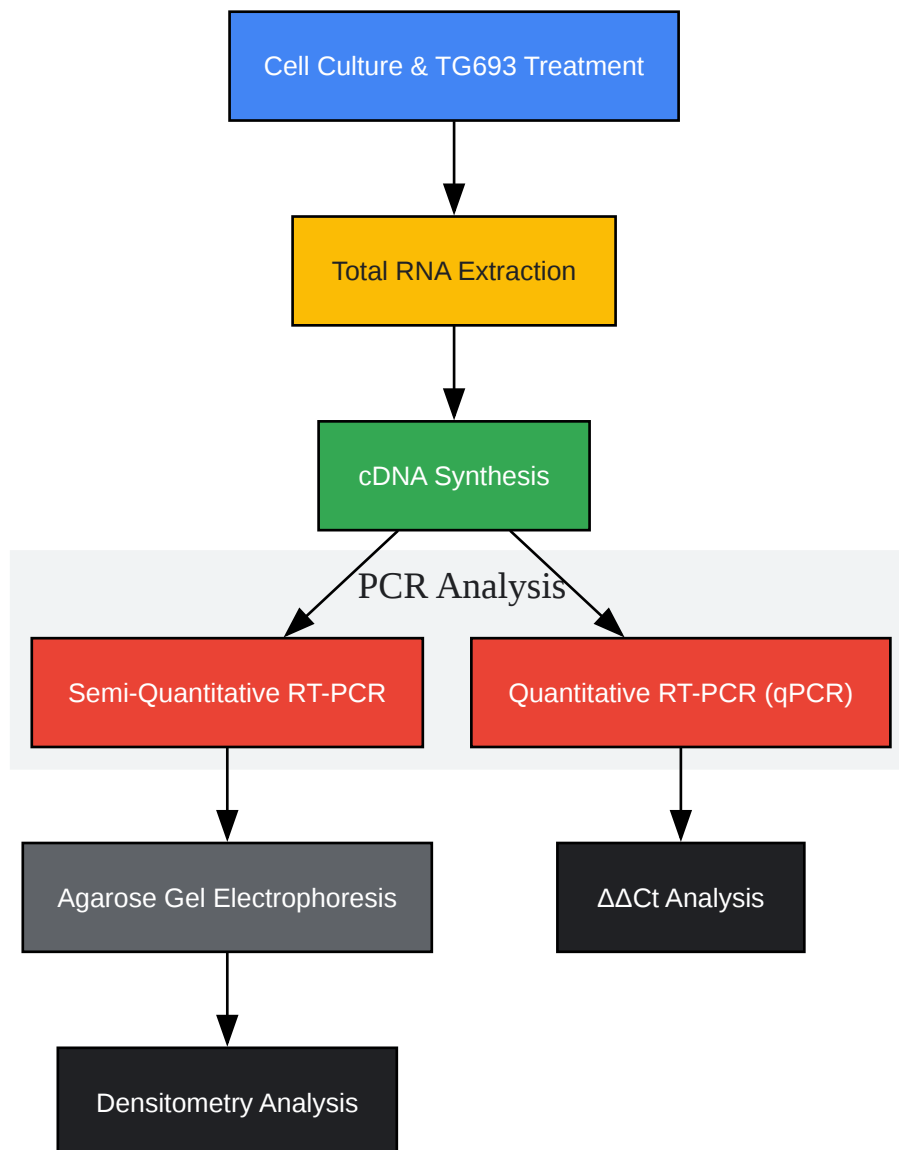 Cell Culture & TG693 Treatment
Total RNA Extraction
cDNA Synthesis
PCR Analysis
Semi-Quantitative RT-PCR
Quantitative RT-PCR (qPCR)
Agarose Gel Electrophoresis
ΔΔCt Analysis
Densitometry Analysis